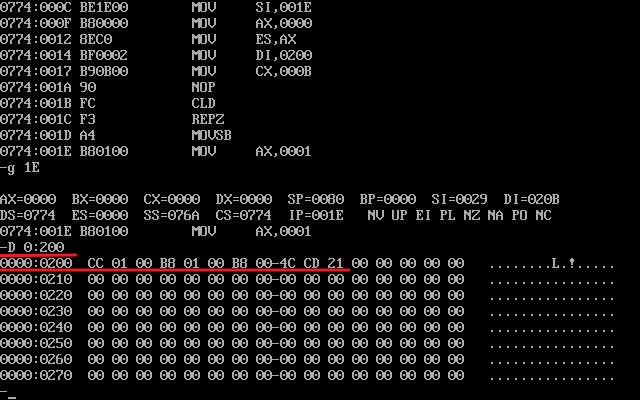 0774:000C BE1E00        MOV     SI,001E
0774:000F B80000        MOV     AX,0000
0774:0012 8EC0          MOV     ES,AX
0774:0014 BF0002        MOV     DI,0200
0774:0017 B90B00        MOV     CX,000B
0774:001A 90            NOP
0774:001B FC            CLD
0774:001C F3            REPZ
0774:001D A4            MOVSB
0774:001E B80100        MOV     AX,0001
-g 1E
AX=0000  BX=0000  CX=0000  DX=0000  SP=0080  BP=0000  SI=0029  DI=020B
DS=0774  ES=0000  SS=076A  CS=0774  IP=001E   NV UP EI PL NZ NA PO NC
0774:001E B80100        MOV     AX,0001
-D 0:200
0000:0200  CC 01 00 B8 01 00 B8 00-4C CD 21 00 00 00 00 00   ........L.!.....
0000:0210  00 00 00 00 00 00 00 00-00 00 00 00 00 00 00 00   ................
0000:0220  00 00 00 00 00 00 00 00-00 00 00 00 00 00 00 00   ................
0000:0230  00 00 00 00 00 00 00 00-00 00 00 00 00 00 00 00   ................
0000:0240  00 00 00 00 00 00 00 00-00 00 00 00 00 00 00 00   ................
0000:0250  00 00 00 00 00 00 00 00-00 00 00 00 00 00 00 00   ................
0000:0260  00 00 00 00 00 00 00 00-00 00 00 00 00 00 00 00   ................
0000:0270  00 00 00 00 00 00 00 00-00 00 00 00 00 00 00 00   ................
-_